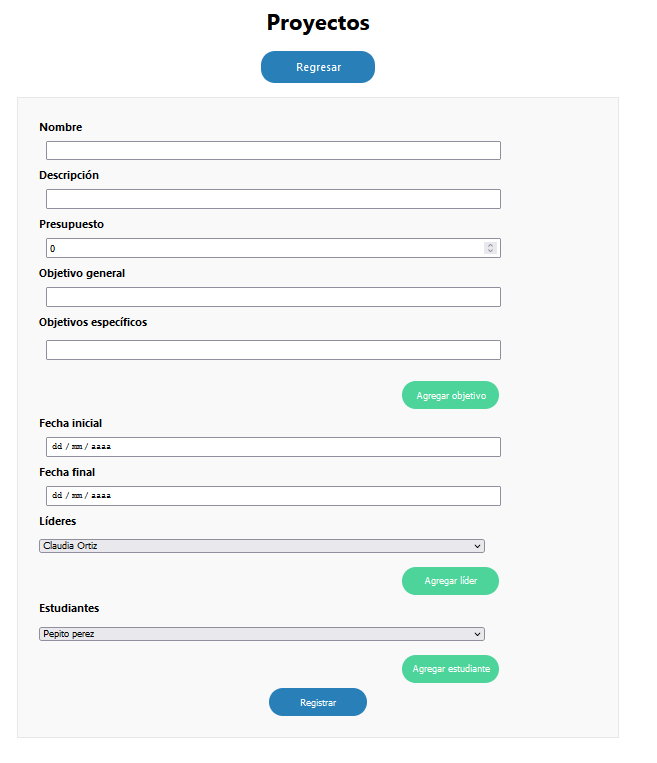 Proyectos
Regresar
Nombre
Descripción
Presupuesto
0
Objetivo general
Objetivos específicos
Agregar objetivo
Fecha inicial
dd / mm / aaaa
Fecha final
dd / mm / aaaa
Líderes
Claudia Ortiz
Agregar líder
Estudiantes
Pepito perez
Agregar estudiante
Registrar